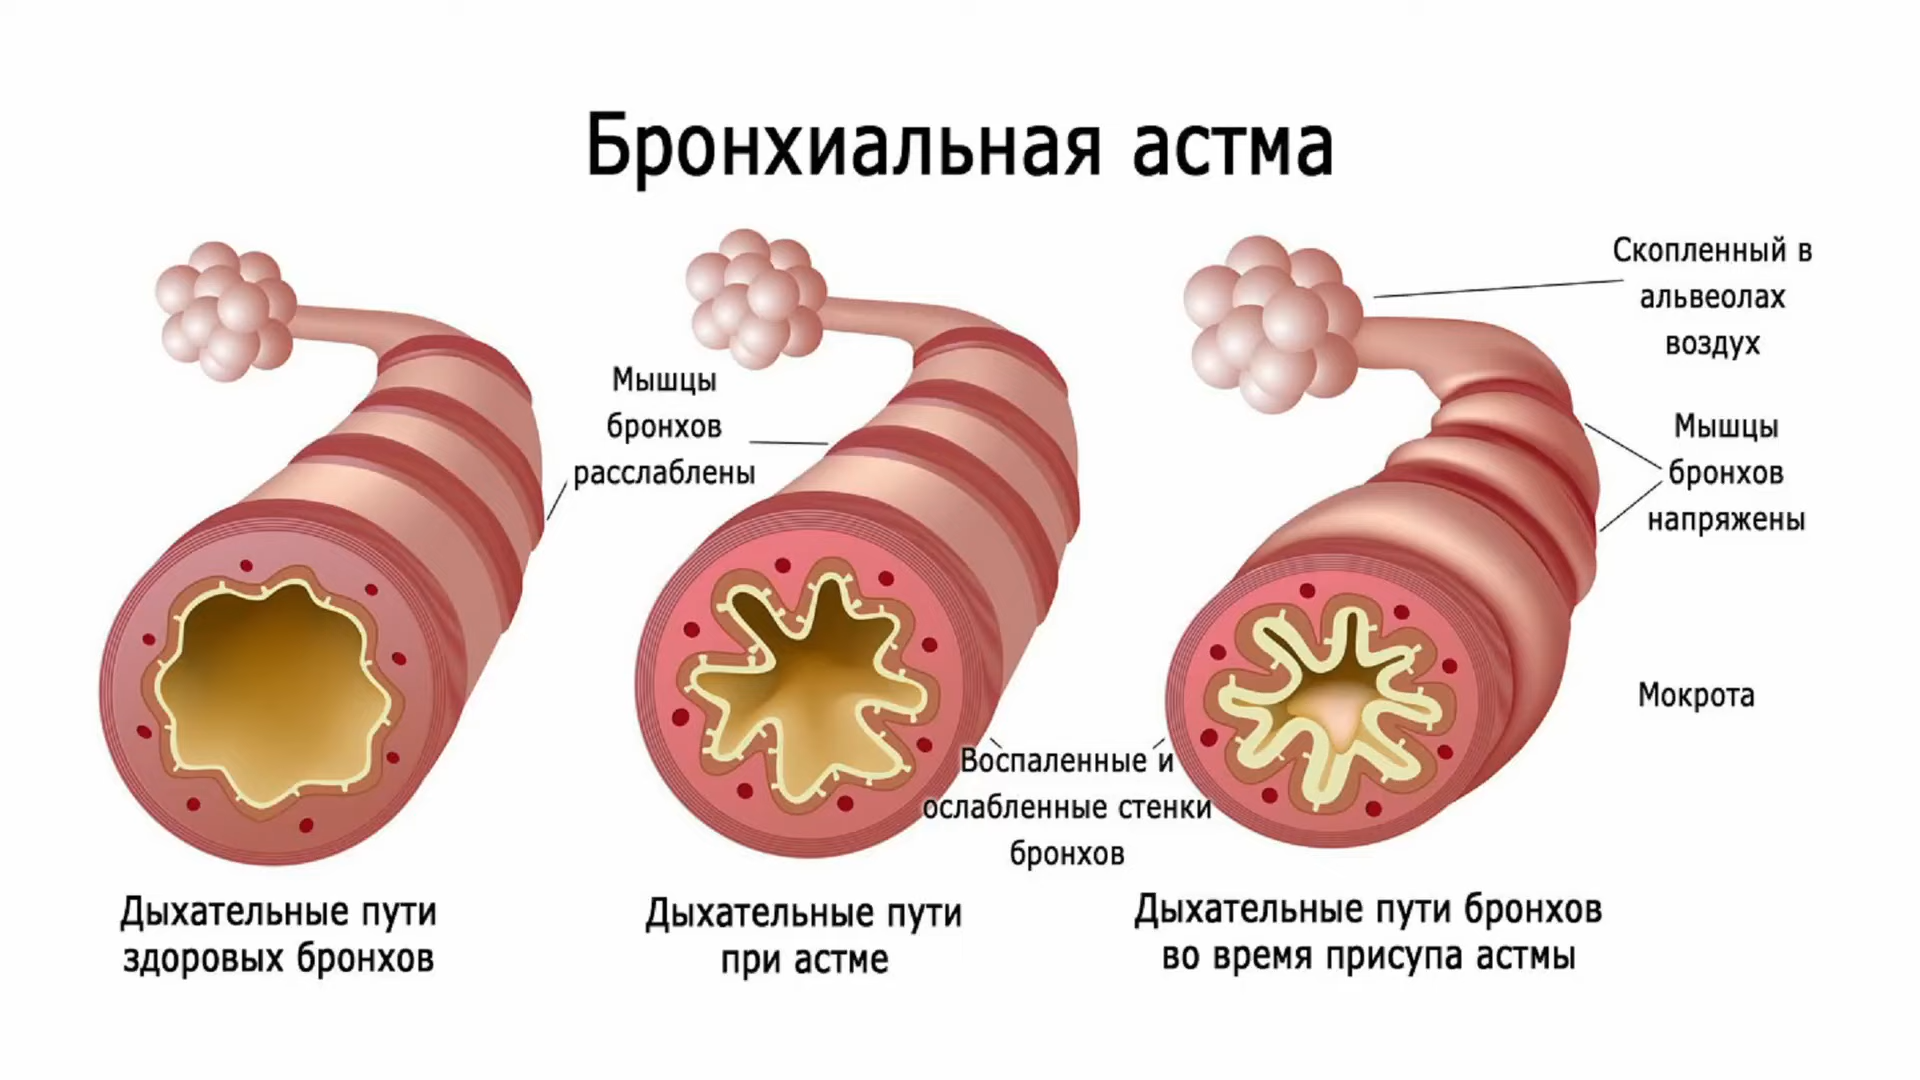 Бронхиальная астма
Скопленный в
альвеолах
воздух
Мышцы
бронхов
расслаблены
Мышцы
бронхов
напряжены
Мокрота
Воспаленные и
ослабленные стенки
бронхов
Дыхательные пути
здоровых бронхов
Дыхательные пути
при астме
Дыхательные пути бронхов
во время присупа астмы